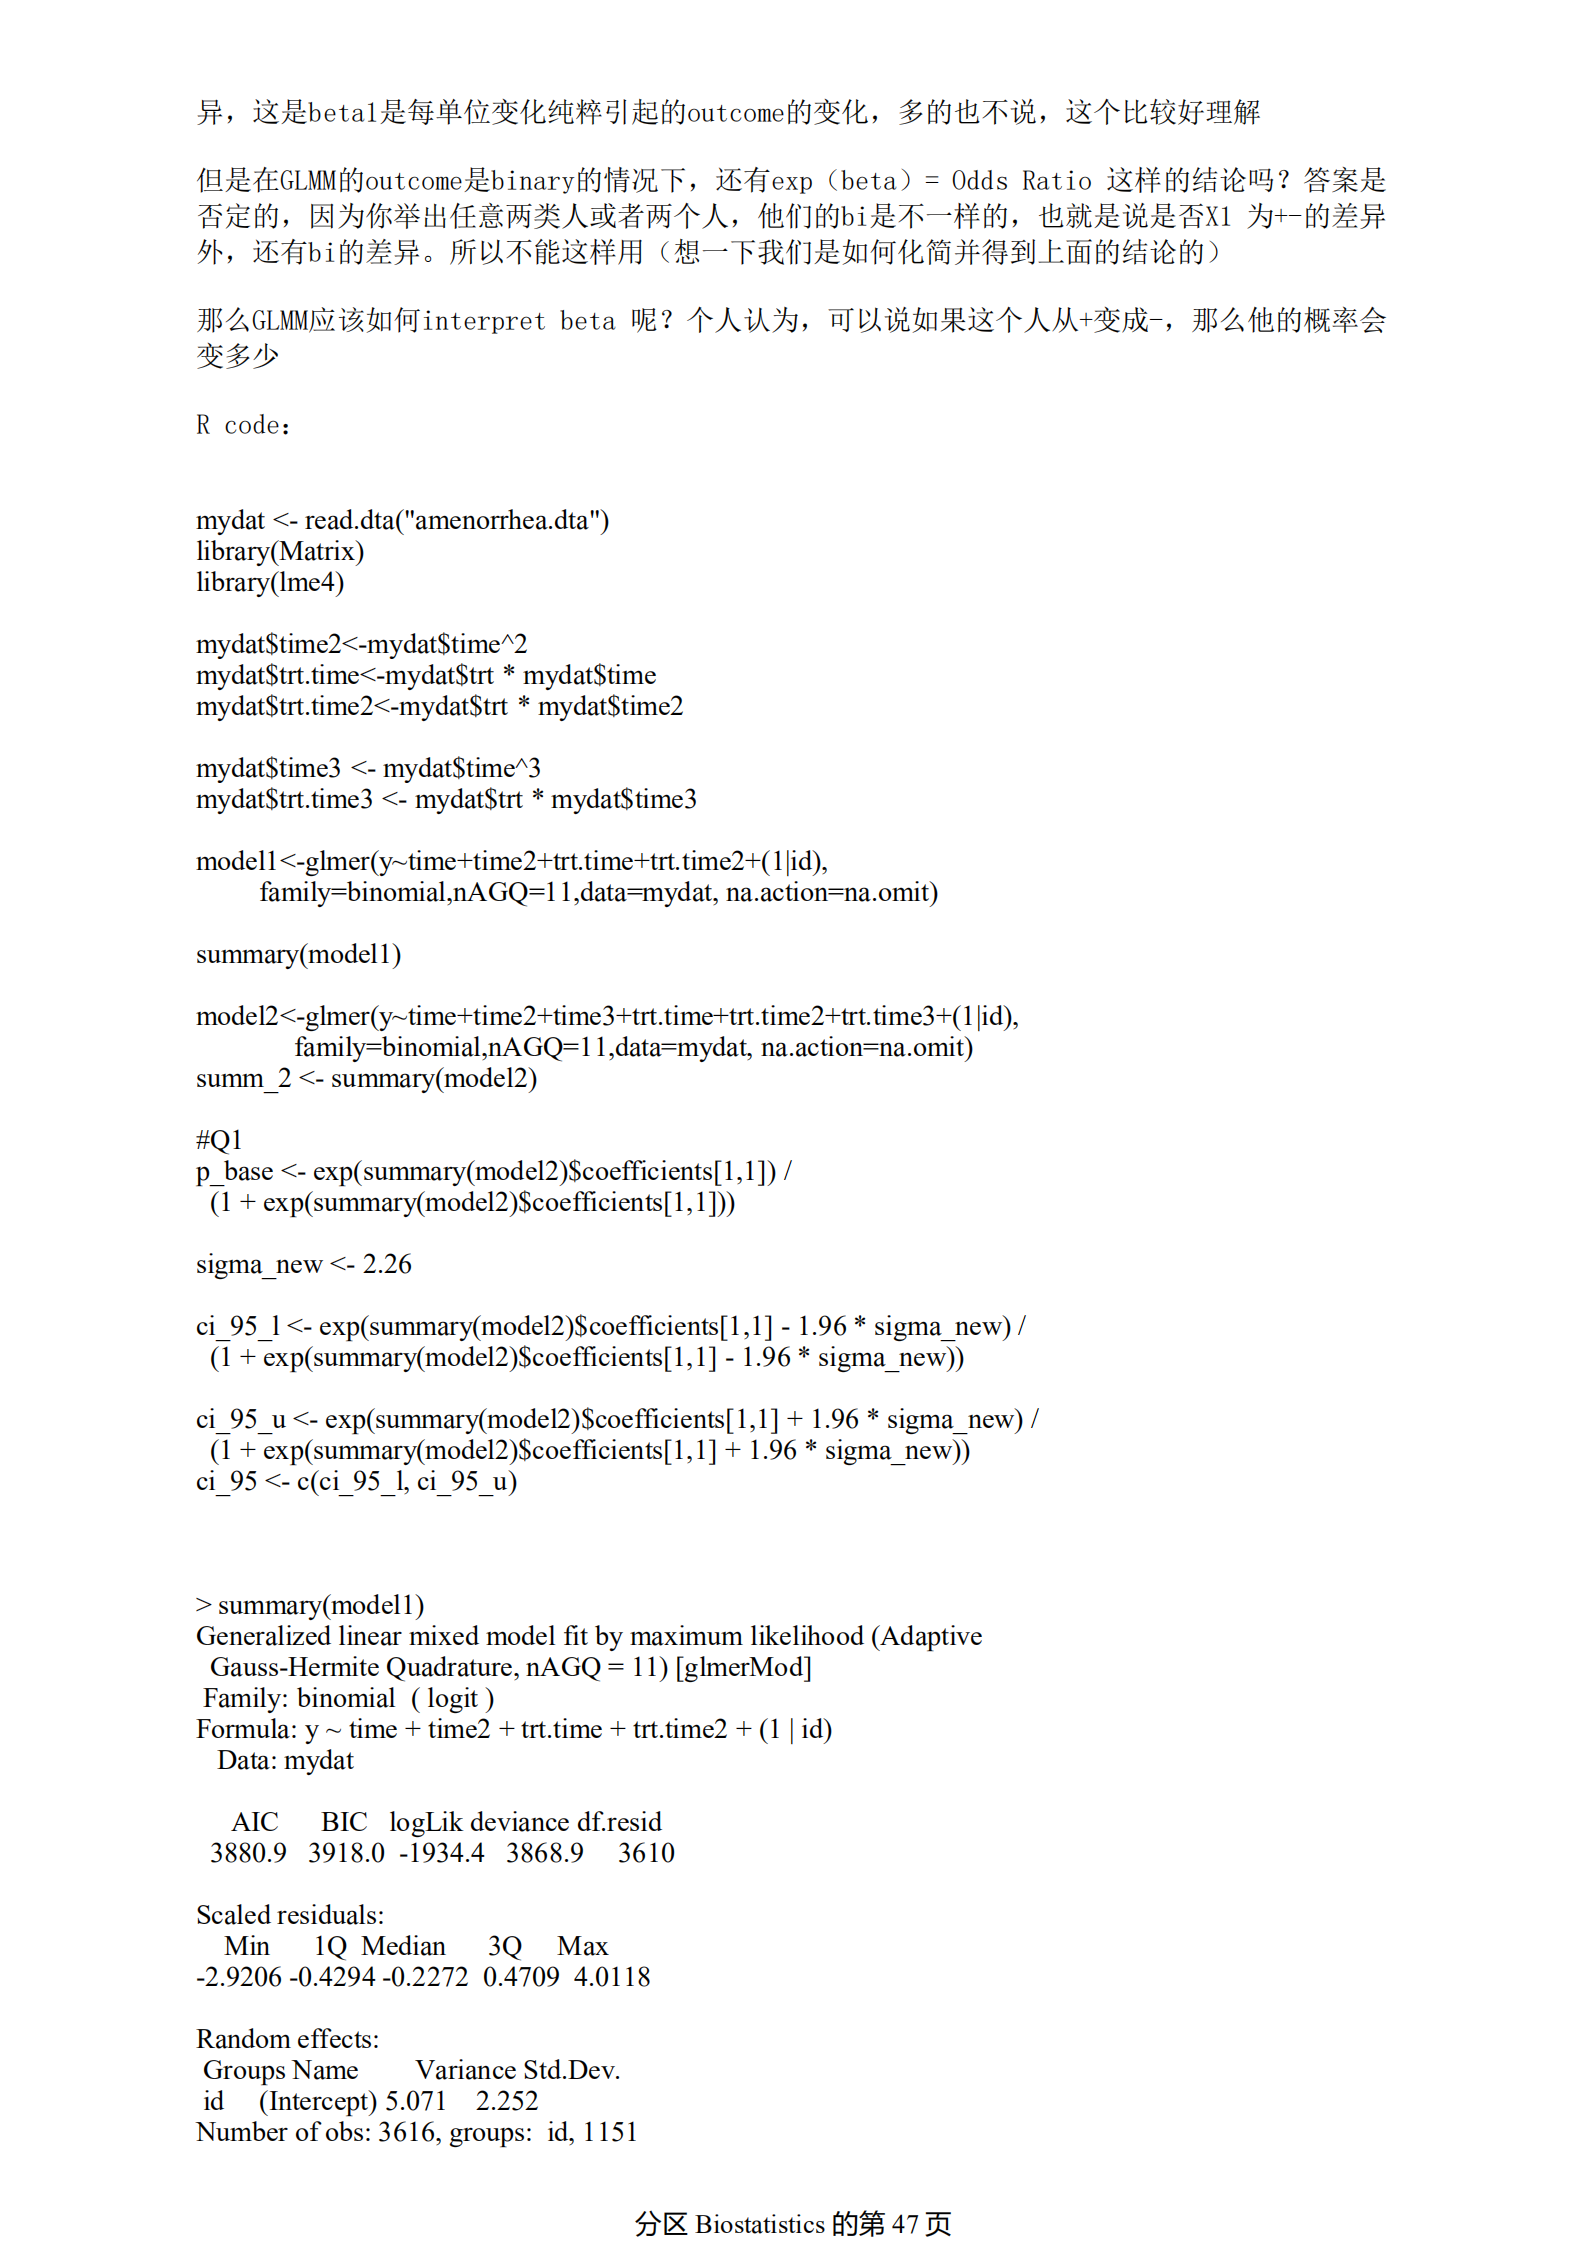 异，这是beta1是每单位变化纯粹引起的outcome的变化，多的也不说，这个比较好理解
但是在GLMM的outcome是binary的情况下，还有exp（beta）= Odds Ratio 这样的结论吗？答案是
否定的，因为你举出任意两类人或者两个人，他们的bi是不一样的，也就是说是否X1 为+-的差异
外，还有bi的差异。所以不能这样用（想一下我们是如何化简并得到上面的结论的）
那么GLMM应该如何interpret beta 呢？个人认为，可以说如果这个人从+变成-，那么他的概率会
变多少
R code：
mydat <- read.dta("amenorrhea.dta")
library(Matrix)
library(lme4)
mydat$time2<-mydat$time^2
mydat$trt.time<-mydat$trt * mydat$time
mydat$trt.time2<-mydat$trt * mydat$time2
mydat$time3 <- mydat$time^3
mydat$trt.time3 <- mydat$trt * mydat$time3
model1<-glmer(y~time+time2+trt.time+trt.time2+(1|id),
family=binomial,nAGQ=11,data=mydat, na.action=na.omit)
summary(model1)
model2<-glmer(y~time+time2+time3+trt.time+trt.time2+trt.time3+(1|id),
family=binomial,nAGQ=11,data=mydat, na.action=na.omit)
summ_2 <- summary(model2)
#Q1
p_base <- exp(summary(model2)$coefficients[1,1]) /
(1 + exp(summary(model2)$coefficients[1,1]))
sigma_new <- 2.26
ci_95_l <- exp(summary(model2)$coefficients[1,1] - 1.96 * sigma_new) /
(1 + exp(summary(model2)$coefficients[1,1] - 1.96 * sigma_new))
ci_95_u <- exp(summary(model2)$coefficients[1,1] + 1.96 * sigma_new) /
(1 + exp(summary(model2)$coefficients[1,1] + 1.96 * sigma_new))
ci_95 <- c(ci_95_l, ci_95_u)
> summary(model1)
Generalized linear mixed model fit by maximum likelihood (Adaptive
Gauss-Hermite Quadrature, nAGQ = 11) [glmerMod]
Family: binomial  ( logit )
Formula: y ~ time + time2 + trt.time + trt.time2 + (1 | id)
Data: mydat
AIC BIC logLik deviance df.resid
3880.9 3918.0 -1934.4 3868.9 3610
Scaled residuals:
Min 1Q Median 3Q Max
-2.9206 -0.4294 -0.2272 0.4709 4.0118
Random effects:
Groups Name Variance Std.Dev.
id (Intercept) 5.071 2.252
Number of obs: 3616, groups:  id, 1151
分区 Biostatistics 的第 47 页